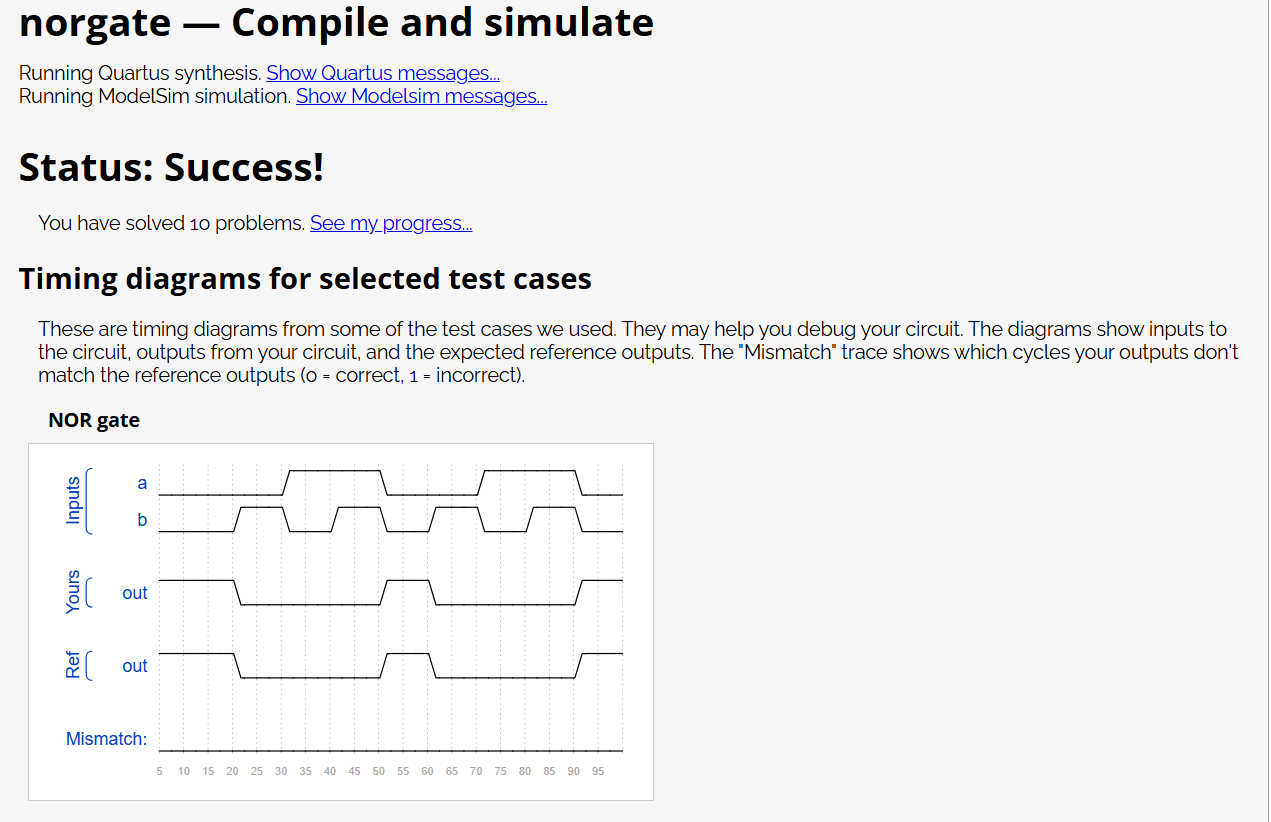 norgate — Compile and simulate
Running Quartus synthesis. Show Quartus messages...
Running ModelSim simulation. Show Modelsim messages...
Status: Success!
You have solved 10 problems. See my progress...
Timing diagrams for selected test cases
These are timing diagrams from some of the test cases we used. They may help you debug your circuit. The diagrams show inputs to
the circuit, outputs from your circuit, and the expected reference outputs. The "Mismatch" trace shows which cycles your outputs don't
match the reference outputs (0 = correct, 1 = incorrect).
NOR gate
Inputs
a
b
Yours
out
Ref
out
Mismatch:
5 10 15 20 25 30 35 40 45 50 55 60 65 70 75 80 85 90 95